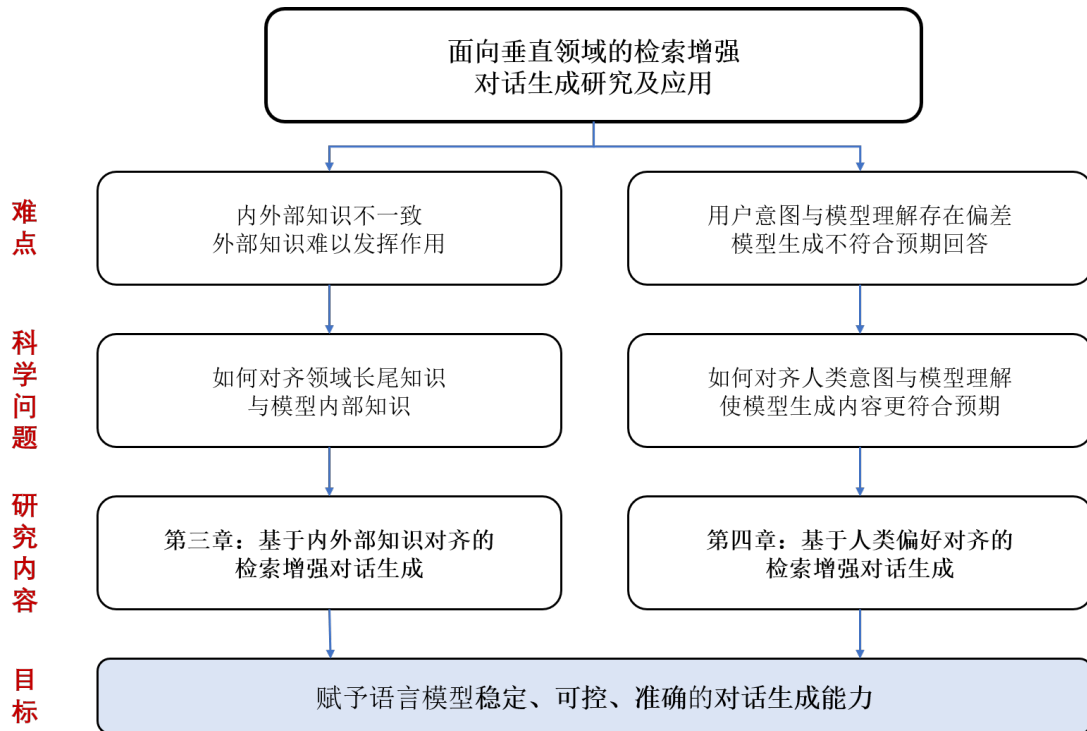 面向垂直领域的检索增强
对话生成研究及应用
难点
内外部知识不一致
外部知识难以发挥作用
用户意图与模型理解存在偏差
模型生成不符合预期回答
科学问题
如何对齐领域长尾知识
与模型内部知识
如何对齐人类意图与模型理解
使模型生成内容更符合预期
研究内容
第三章：基于内外部知识对齐的
检索增强对话生成
第四章：基于人类偏好对齐的
检索增强对话生成
目标
赋予语言模型稳定、可控、准确的对话生成能力